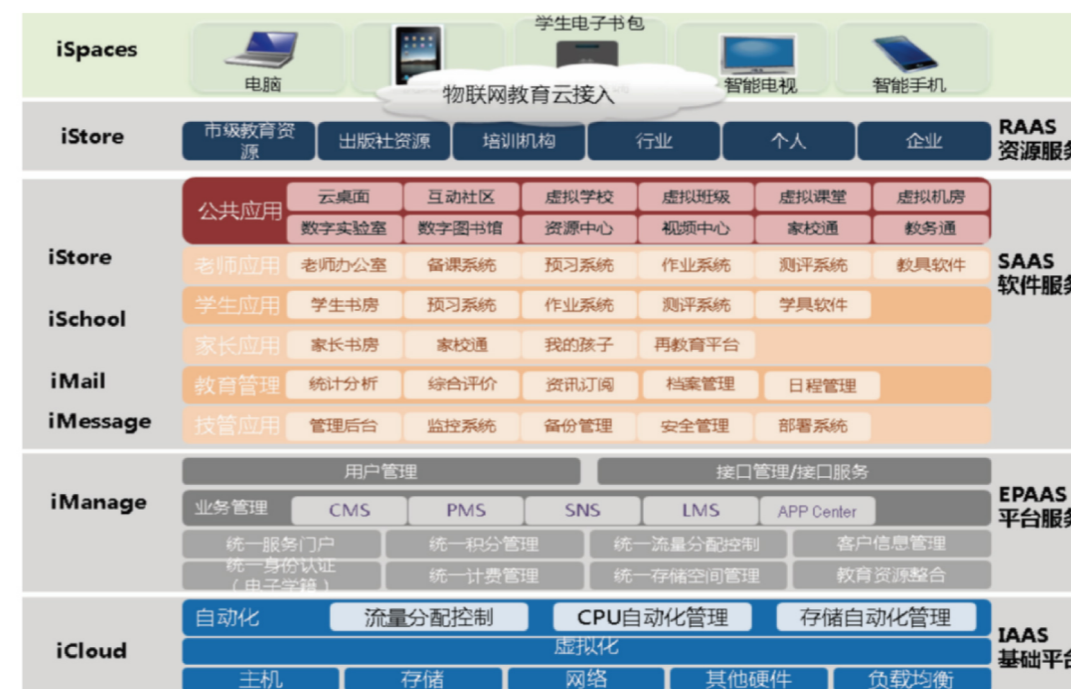 iSpaces
学生电子书包
电脑
智能电视
智能手机
物联网教育云接入
iStore
市级教育资源
出版社资源
培训机构
行业
个人
企业
RAAS
资源服务
公共应用
云桌面
互动社区
虚拟学校
虚拟班级
虚拟课堂
虚拟机房
数字实验室
数字图书馆
资源中心
视频中心
家校通
教务通
iStore
iSchool
iMail
iMessage
老师应用
老师办公室
备课系统
预习系统
作业系统
测评系统
教具软件
SAAS
软件服务
学生应用
学生书房
预习系统
作业系统
测评系统
学具软件
家长应用
家长书房
家校通
我的孩子
再教育平台
教育管理
统计分析
综合评价
资讯订阅
档案管理
日程管理
技管应用
管理后台
监控系统
备份管理
安全管理
部署系统
iManage
用户管理
接口管理/接口服务
业务管理
CMS
PMS
SNS
LMS
APP Center
EPAAS
平台服务
统一服务门户
统一积分管理
统一流量分配控制
客户信息管理
统一身份认证
（电子学籍）
统一计费管理
统一存储空间管理
教育资源整合
iCloud
自动化
流量分配控制
CPU自动化管理
存储自动化管理
虚拟化
主机
存储
网络
其他硬件
负载均衡
IAAS
基础平台